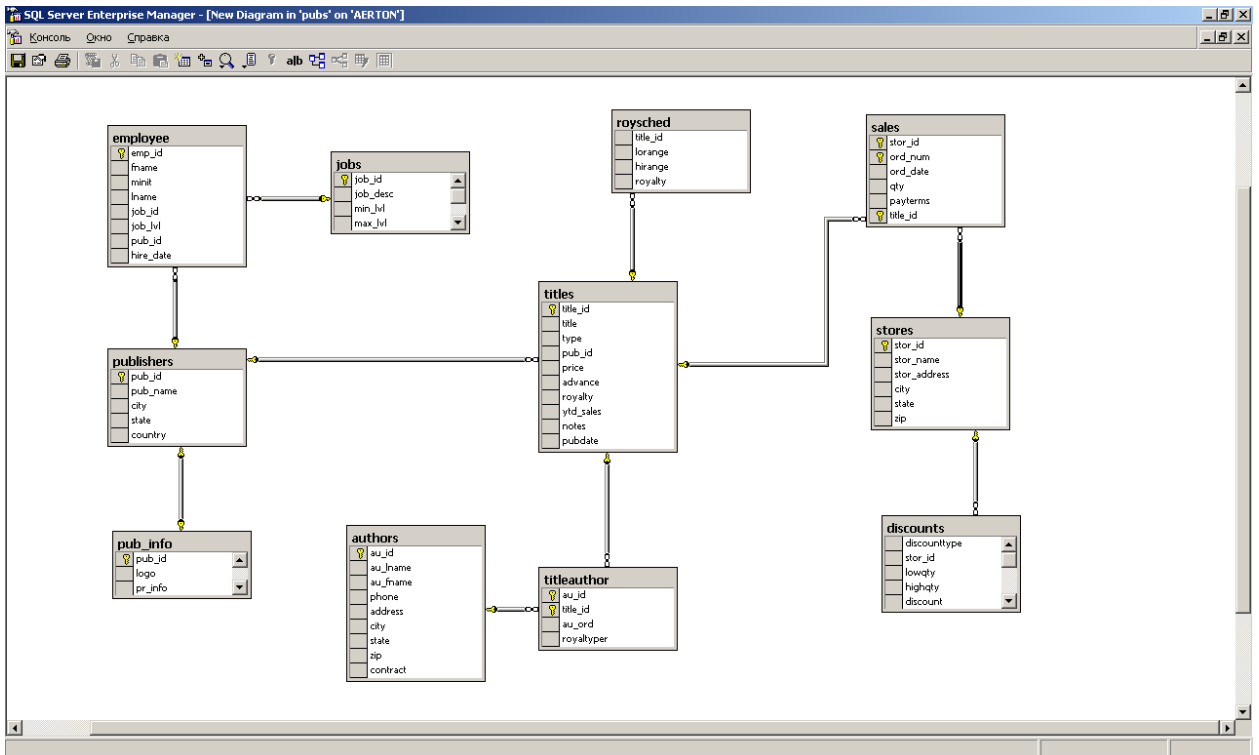 SQL Server Enterprise Manager - [New Diagram in 'pubs' on 'AERTON']
Консоль Окно Справка
ab
employee
emp_id
fname
minit
lname
job_id
job_lvl
pub_id
hire_date
jobs
job_id
job_desc
min_lvl
max_lvl
roysched
title_id
lorange
hirange
royalty
sales
stor_id
ord_num
ord_date
qty
payterms
title_id
titles
title_id
title
type
pub_id
price
advance
royalty
ytd_sales
notes
pubdate
stores
stor_id
stor_name
stor_address
city
state
zip
publishers
pub_id
pub_name
city
state
country
pub_info
pub_id
logo
pr_info
authors
au_id
au_lname
au_fname
phone
address
city
state
zip
contract
titleauthor
au_id
title_id
au_ord
royaltyper
discounts
discounttype
stor_id
lowqty
highqty
discount